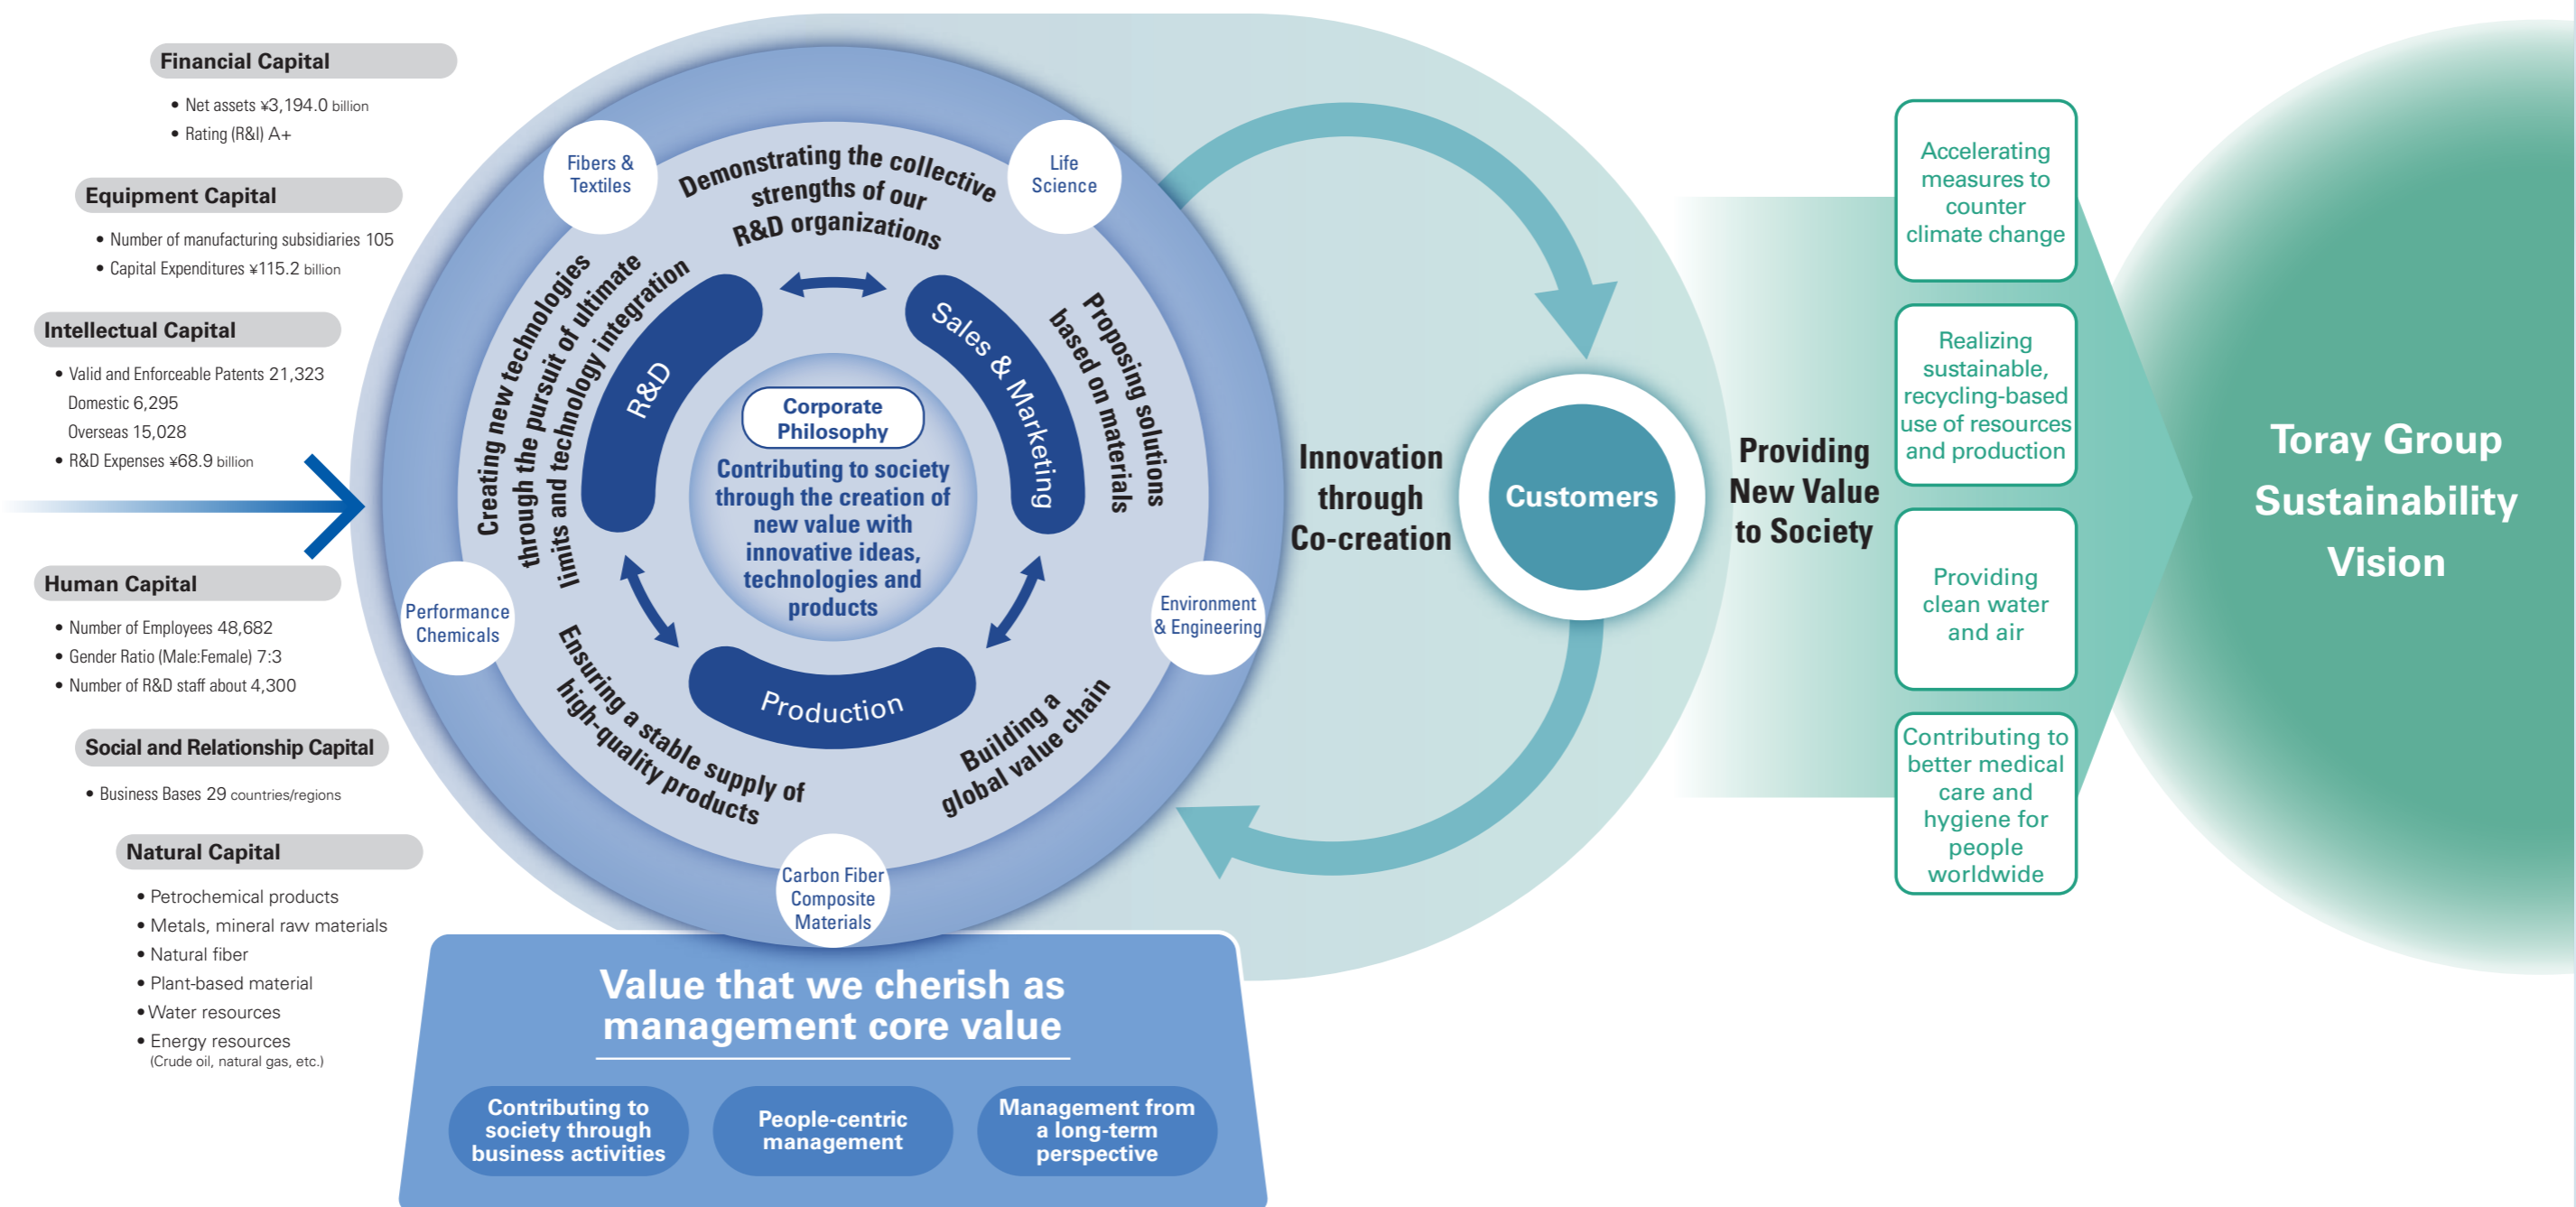 Financial Capital
• Net assets ¥3,194.0 billion
• Rating (R&I) A+
Equipment Capital
• Number of manufacturing subsidiaries 105
• Capital Expenditures ¥115.2 billion
Intellectual Capital
• Valid and Enforceable Patents 21,323
Domestic 6,295
Overseas 15,028
• R&D Expenses ¥68.9 billion
Human Capital
• Number of Employees 48,682
• Gender Ratio (Male:Female) 7:3
• Number of R&D staff about 4,300
Social and Relationship Capital
• Business Bases 29 countries/regions
Natural Capital
• Petrochemical products
• Metals, mineral raw materials
• Natural fiber
• Plant-based material
• Water resources
• Energy resources
(Crude oil, natural gas, etc.)
Fibers &
Textiles
Life
Science
Performance
Chemicals
Environment
& Engineering
Carbon Fiber
Composite
Materials
Demonstrating the collective
strengths of our
R&D organizations
Creating new technologies
through the pursuit of ultimate
limits and technology integration
Proposing solutions
based on materials
Ensuring a stable supply of
high-quality products
Building a
global value chain
R&D
Sales & Marketing
Production
Corporate
Philosophy
Contributing to society
through the creation of
new value with
innovative ideas,
technologies and
products
Value that we cherish as
management core value
Contributing to
society through
business activities
People-centric
management
Management from
a long-term
perspective
Innovation
through
Co-creation
Customers
Providing
New Value
to Society
Accelerating
measures to
counter
climate change
Realizing
sustainable,
recycling-based
use of resources
and production
Providing
clean water
and air
Contributing to
better medical
care and
hygiene for
people
worldwide
Toray Group
Sustainability
Vision